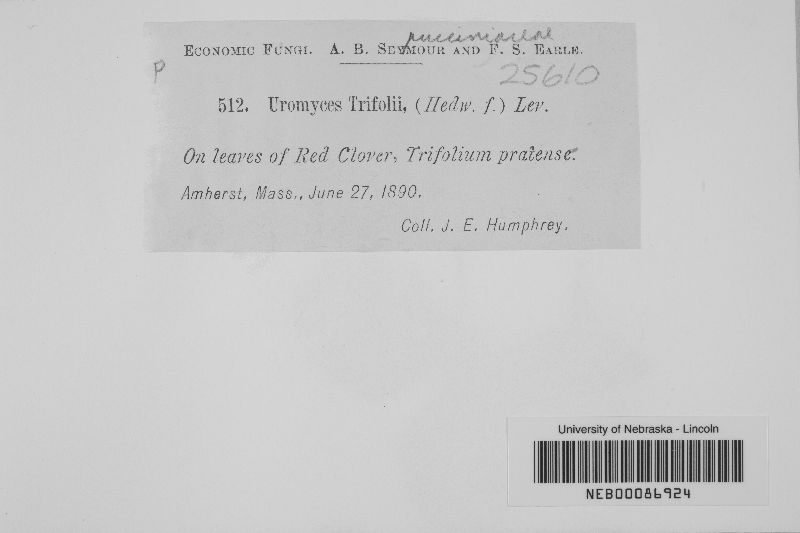 pucciniaceae
Economic Fungi. A. B. Seymour and F. S. Earle.
P
25610
512. Uromyces Trifolii, (Hedw. f.) Lev.
On leaves of Red Clover, Trifolium pratense.
Amherst, Mass., June 27, 1890.
Coll. J. E. Humphrey.
University of Nebraska - Lincoln
NEB00086924